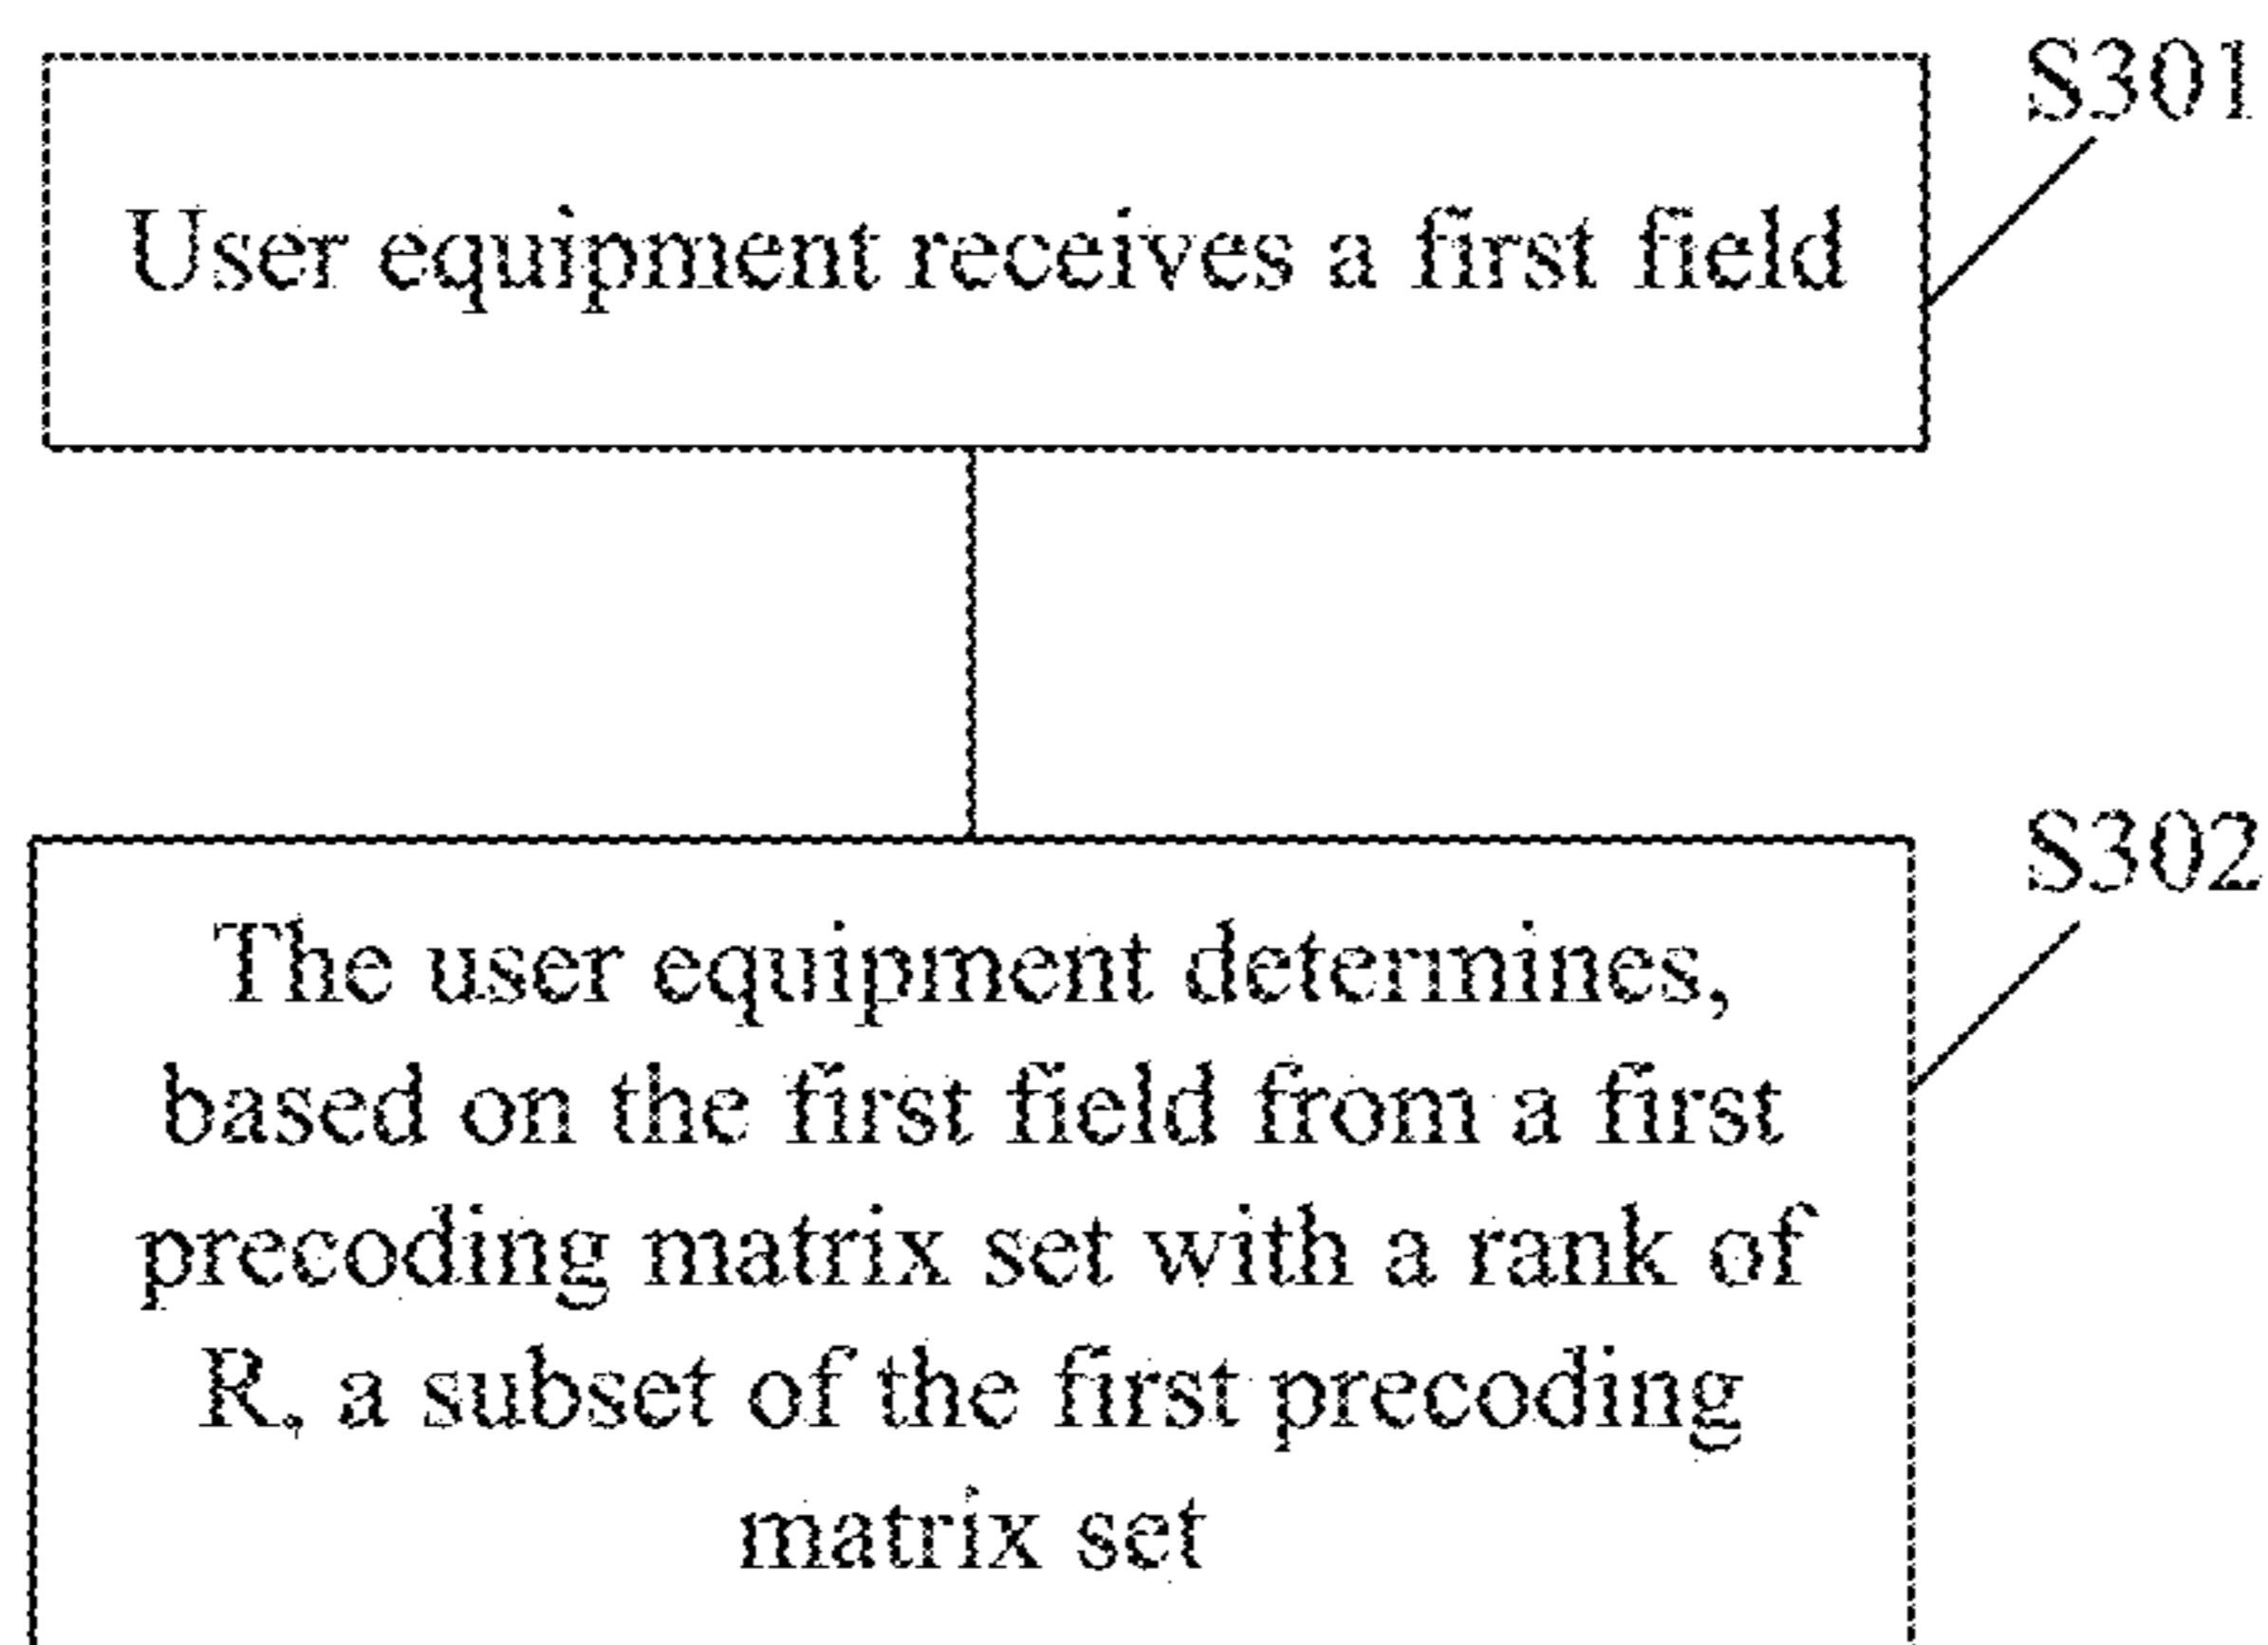 S301
User equipment receives a first field
S302
The user equipment determines,
based on the first field from a first
precoding matrix set with a rank of
R, a subset of the first precoding
matrix set